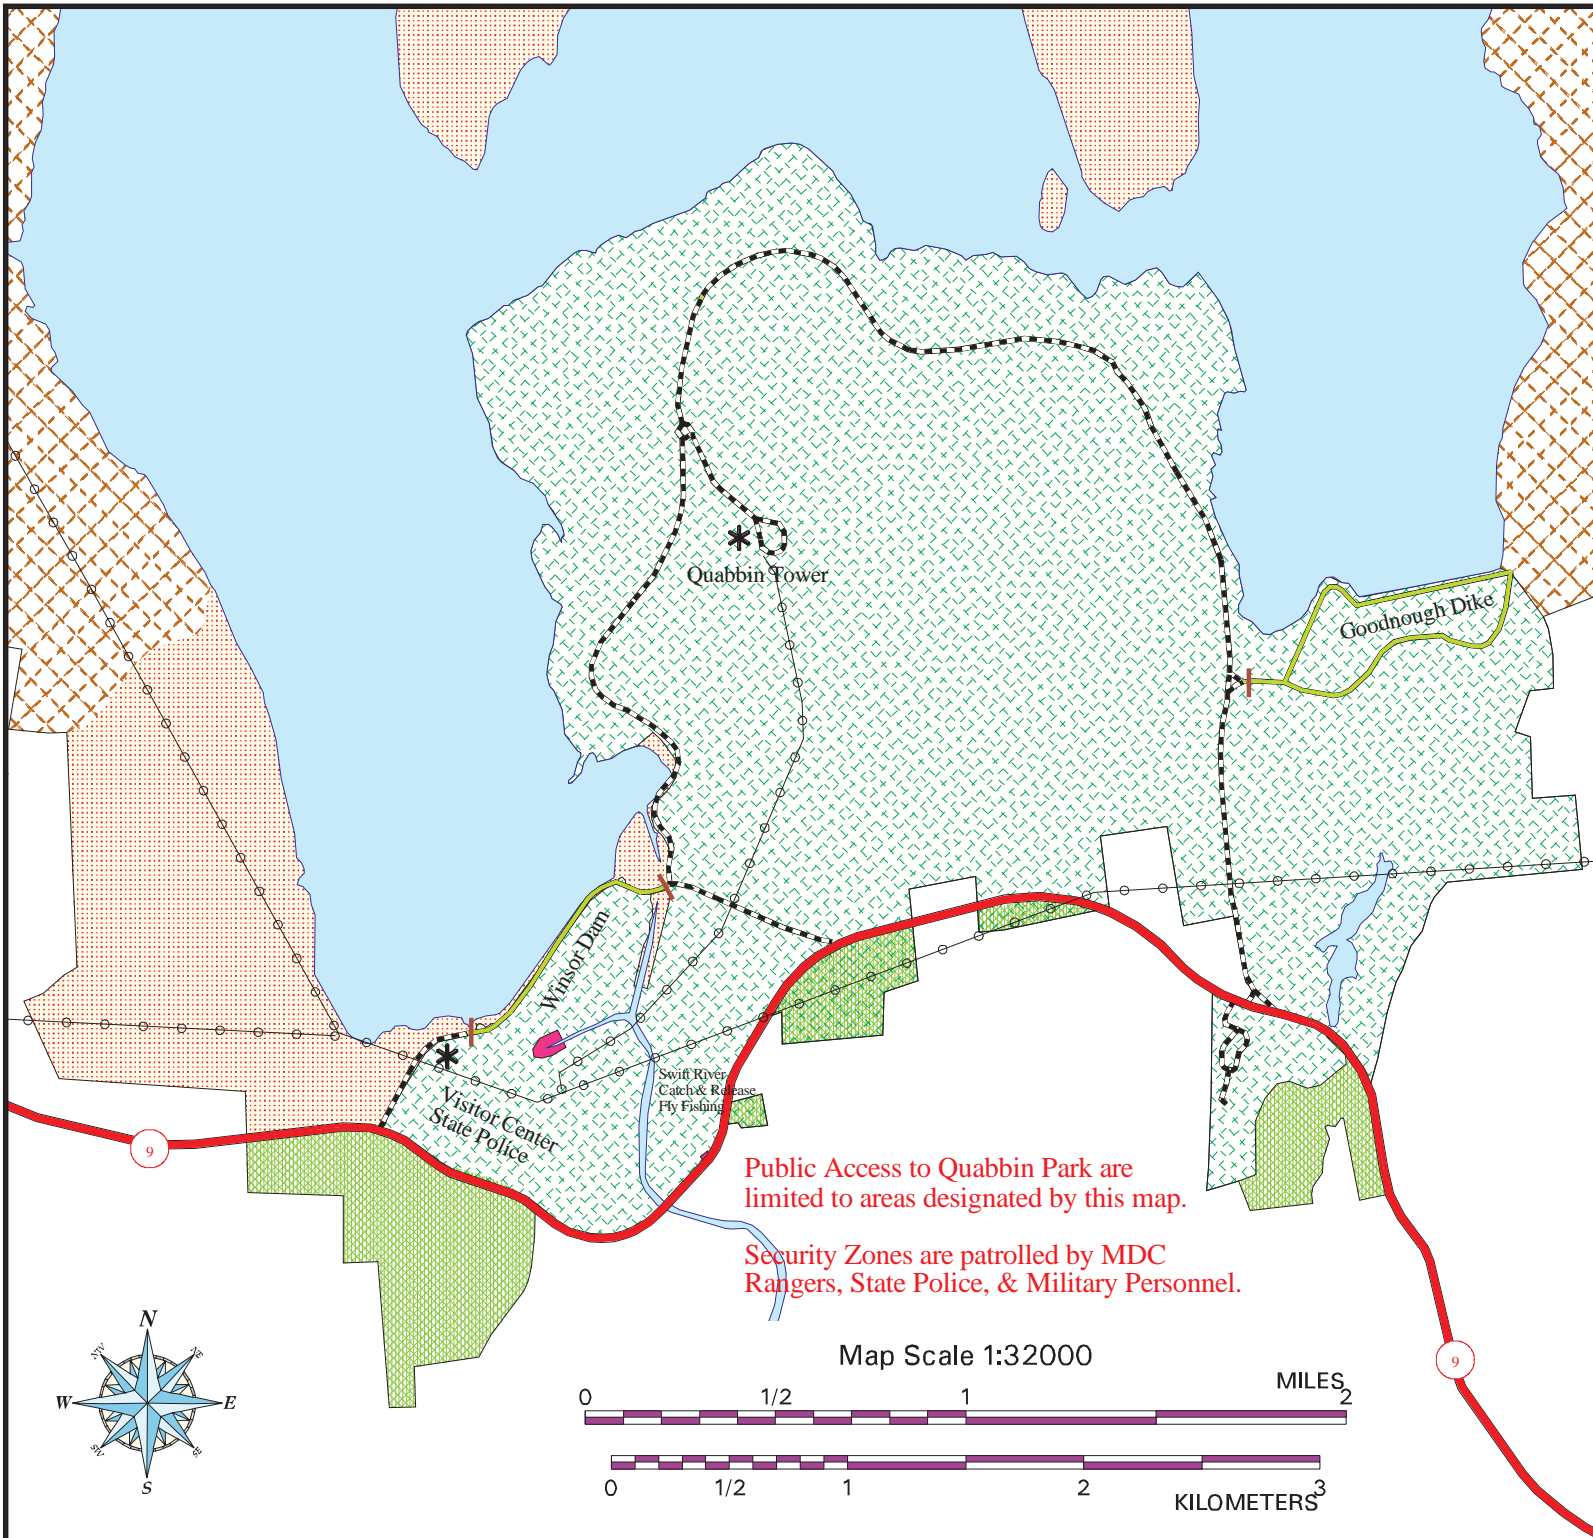 Quabbin Tower
Goodnough Dike
Winsor Dam
Visitor Center
State Police
Swift River
Catch & Release
Fly Fishing
9
Public Access to Quabbin Park are
limited to areas designated by this map.
Security Zones are patrolled by MDC
Rangers, State Police, & Military Personnel.
9
N
NW
NE
W
E
SW
SE
S
Map Scale 1:32000
MILES
0 1/2 1 2
0 1/2 1 2 3
KILOMETERS